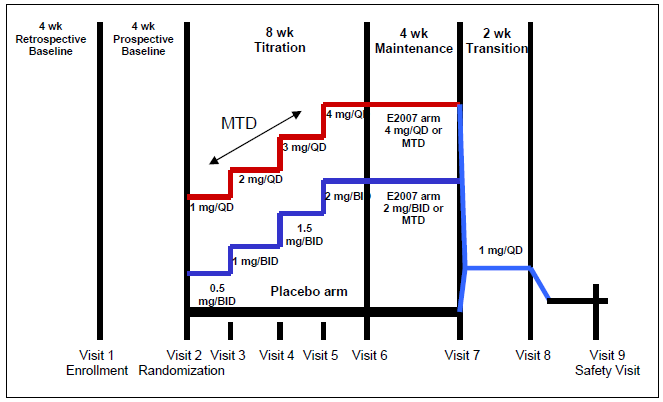 4 wk
Retrospective
Baseline
4 wk
Prospective
Baseline
8 wk
Titration
4 wk
Maintenance
2 wk
Transition
MTD
4 mg/QD
3 mg/QD
2 mg/QD
1 mg/QD
E2007 arm
4 mg/QD or
MTD
2 mg/BID
1.5
mg/BID
1 mg/BID
0.5
mg/BID
E2007 arm
2 mg/BID or
MTD
1 mg/QD
Placebo arm
Visit 1
Enrollment
Visit 2
Randomization
Visit 3
Visit 4
Visit 5
Visit 6
Visit 7
Visit 8
Visit 9
Safety Visit